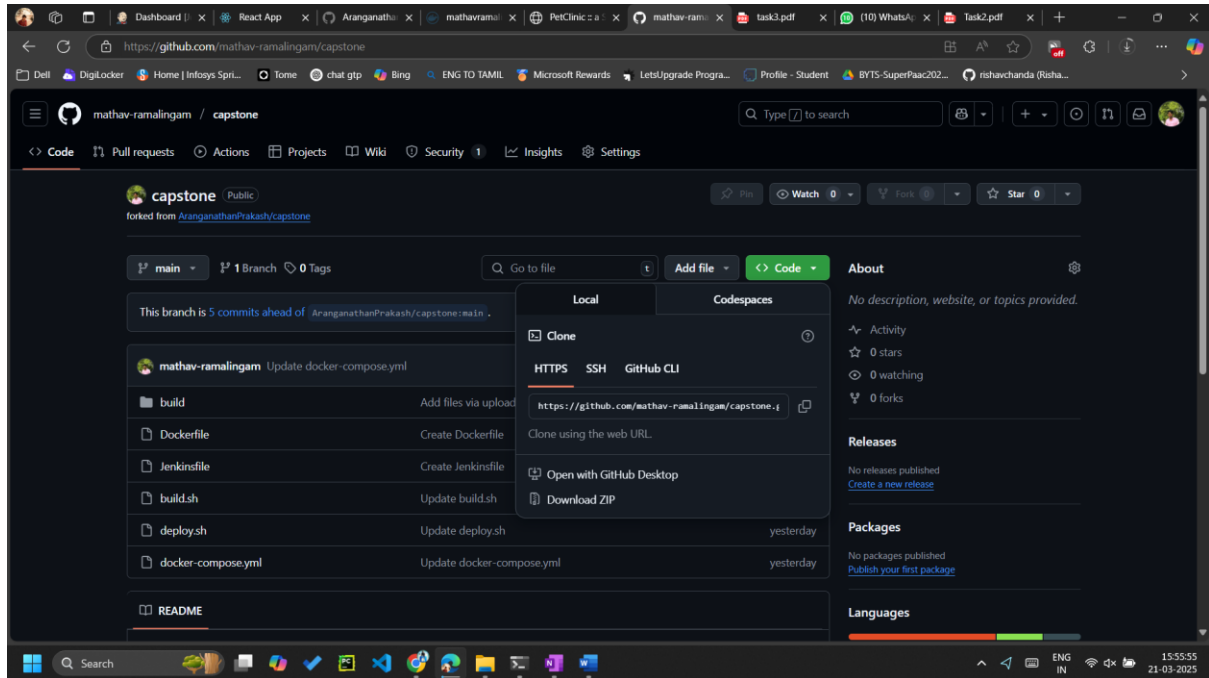 Dashboard [J
React App
Aranganatha
mathavramali
PetClinic :: a S
mathav-rama
task3.pdf
(10) WhatsAp
Task2.pdf
https://github.com/mathav-ramalingam/capstone
off
Dell
DigiLocker
Home | Infosys Spri...
Tome
chat gtp
Bing
ENG TO TAMIL
Microsoft Rewards
LetsUpgrade Progra...
Profile - Student
BYTS-SuperPaac202...
rishavchanda (Risha...
mathav-ramalingam / capstone
Type / to search
Code
Pull requests
Actions
Projects
Wiki
Security 1
Insights
Settings
capstone Public
forked from AranganathanPrakash/capstone
Pin
Watch 0
Fork 0
Star 0
main
1 Branch
0 Tags
Go to file t
Add file
Code
This branch is 5 commits ahead of AranganathanPrakash/capstone:main .
mathav-ramalingam Update docker-compose.yml
build Add files via upload
Dockerfile Create Dockerfile
Jenkinsfile Create Jenkinsfile
build.sh Update build.sh
deploy.sh Update deploy.sh yesterday
docker-compose.yml Update docker-compose.yml yesterday
README
Local
Codespaces
Clone
HTTPS SSH GitHub CLI
https://github.com/mathav-ramalingam/capstone.g
Clone using the web URL.
Open with GitHub Desktop
Download ZIP
About
No description, website, or topics provided.
Activity
0 stars
0 watching
0 forks
Releases
No releases published
Create a new release
Packages
No packages published
Publish your first package
Languages
Search
ENG
IN
15:55:55
21-03-2025